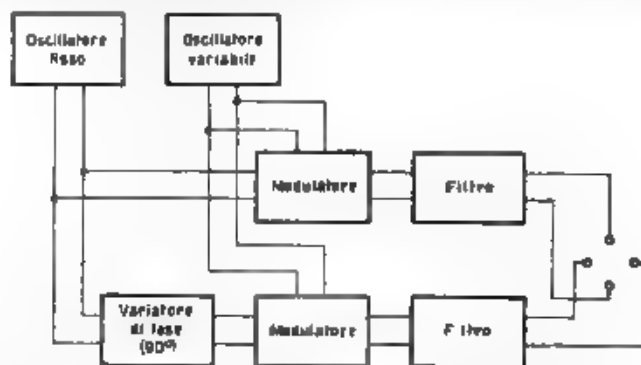 Oscillatore
fisso
Oscillatore
variabile
Modulatore
Filtro
Variatore
di fase
(90°)
Modulatore
Filtro